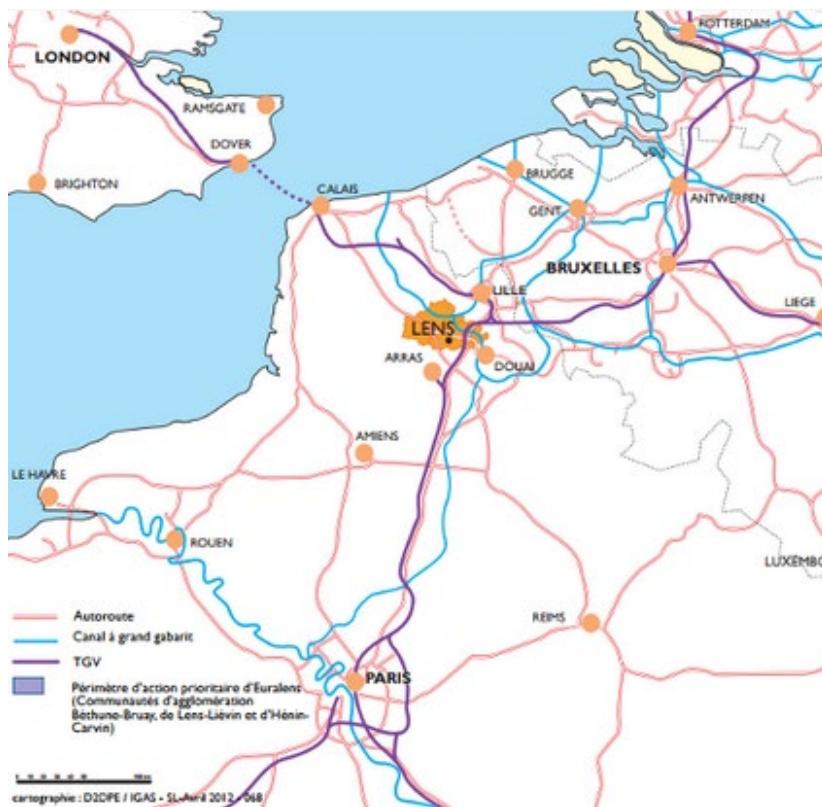 ROTTERDAM
LONDON
RAMSGATE
DOVER
BRIGHTON
CALAIS
BRUGGE
GENT
ANTWERPEN
BRUXELLES
LILLE
LIEGE
LENS
ARRAS
DOUAI
AMIENS
LE HAVRE
ROUEN
LUXEMBO
REIMS
PARIS
Autoroute
Canal à grand gabarit
TGV
Périmètre d'action prioritaire d'Euralens
(Communautés d'agglomération
Béthune-Bruay, de Lens-Liévin et d'Hénin-
Carvin)
cartographie : D2DPE / IGAS - SL-Avril 2012 - 068